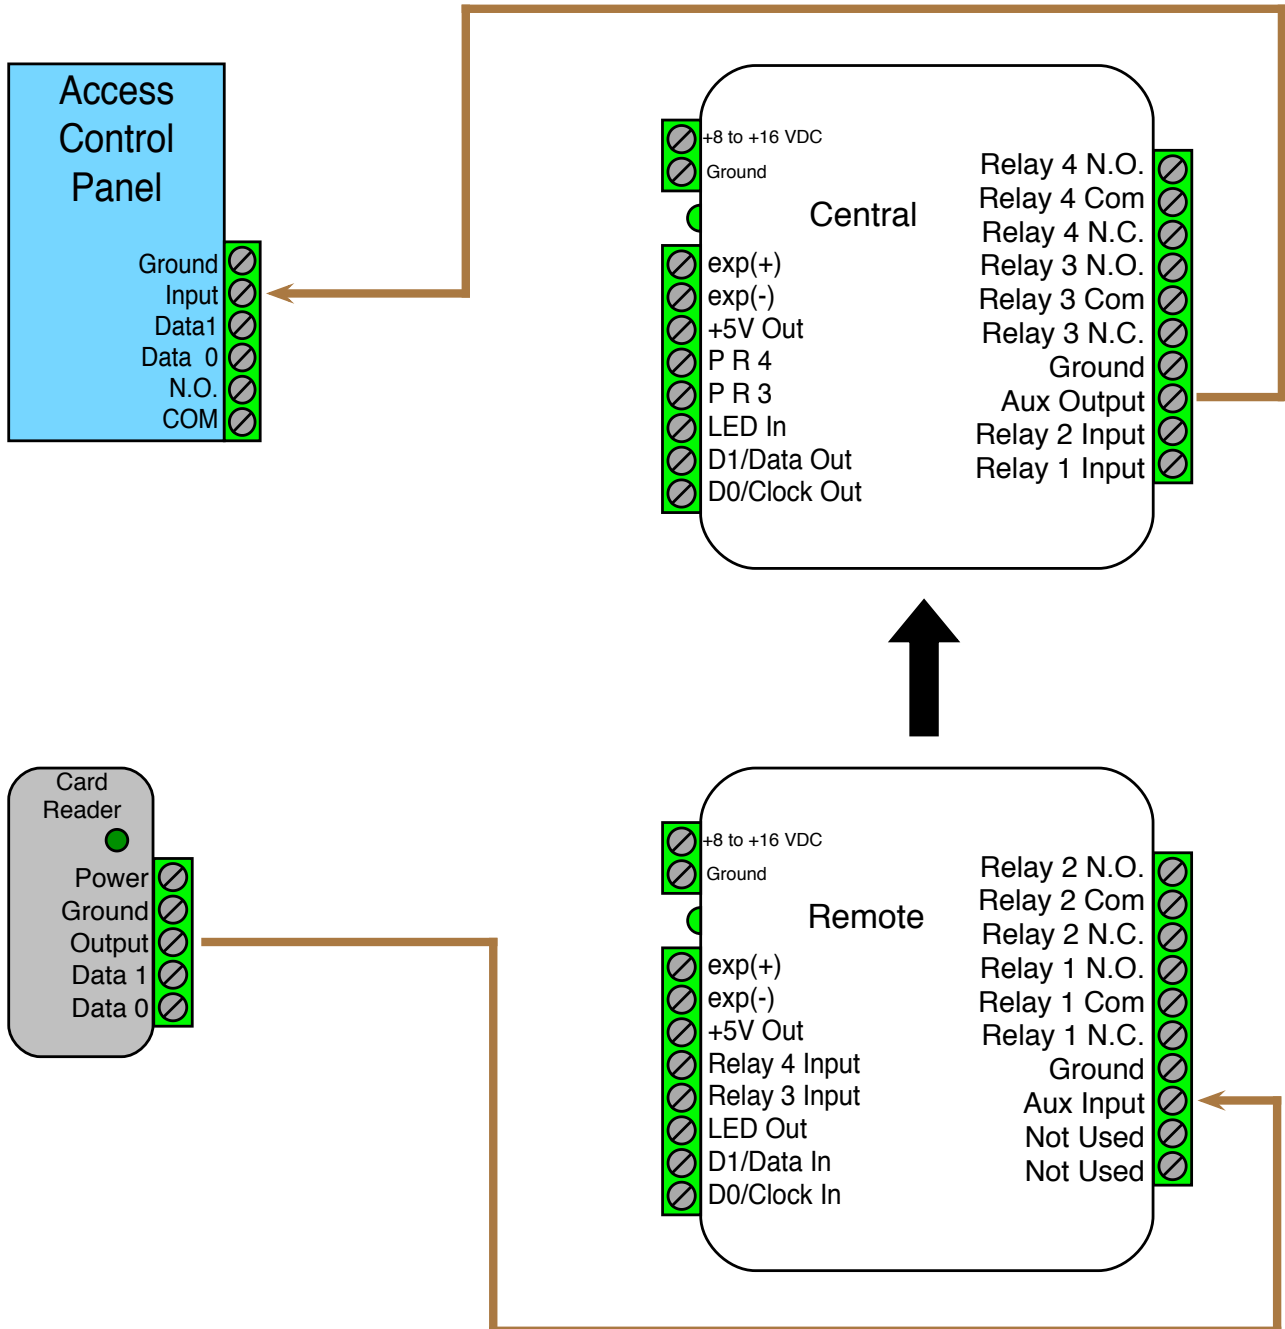 Access
Control
Panel
Ground
Input
Data1
Data 0
N.O.
COM
+8 to +16 VDC
Ground
Central
exp(+)
exp(-)
+5V Out
P R 4
P R 3
LED In
D1/Data Out
D0/Clock Out
Relay 4 N.O.
Relay 4 Com
Relay 4 N.C.
Relay 3 N.O.
Relay 3 Com
Relay 3 N.C.
Ground
Aux Output
Relay 2 Input
Relay 1 Input
Card
Reader
Power
Ground
Output
Data 1
Data 0
+8 to +16 VDC
Ground
Remote
exp(+)
exp(-)
+5V Out
Relay 4 Input
Relay 3 Input
LED Out
D1/Data In
D0/Clock In
Relay 2 N.O.
Relay 2 Com
Relay 2 N.C.
Relay 1 N.O.
Relay 1 Com
Relay 1 N.C.
Ground
Aux Input
Not Used
Not Used